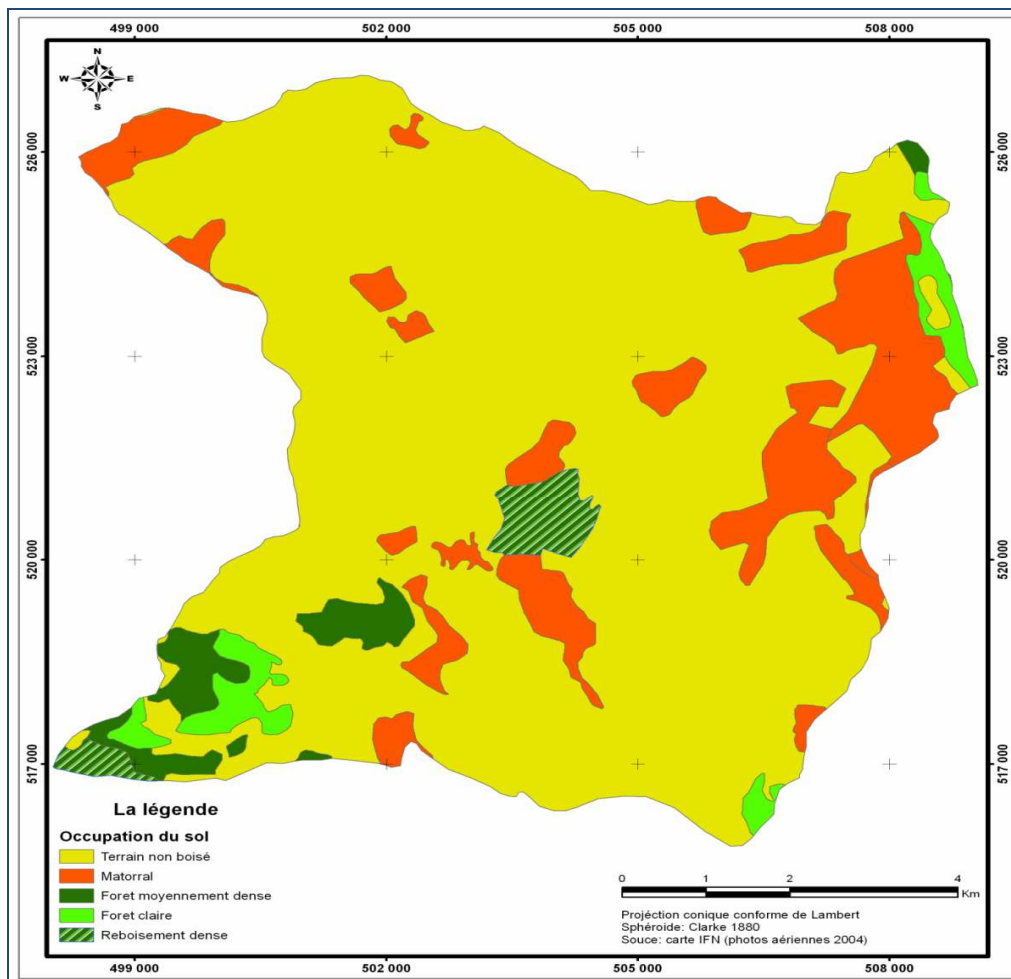 499 000 502 000 505 000 508 000
N
W E
S
526 000 526 000
523 000 523 000
520 000 520 000
517 000 517 000
La légende
Occupation du sol
Terrain non boisé
Matorral
Foret moyennement dense
Foret claire
Reboisement dense
0 1 2 4
Km
Projéction conique conforme de Lambert
Sphéroide: Clarke 1880
Souce: carte IFN (photos aériennes 2004)
499 000 502 000 505 000 508 000